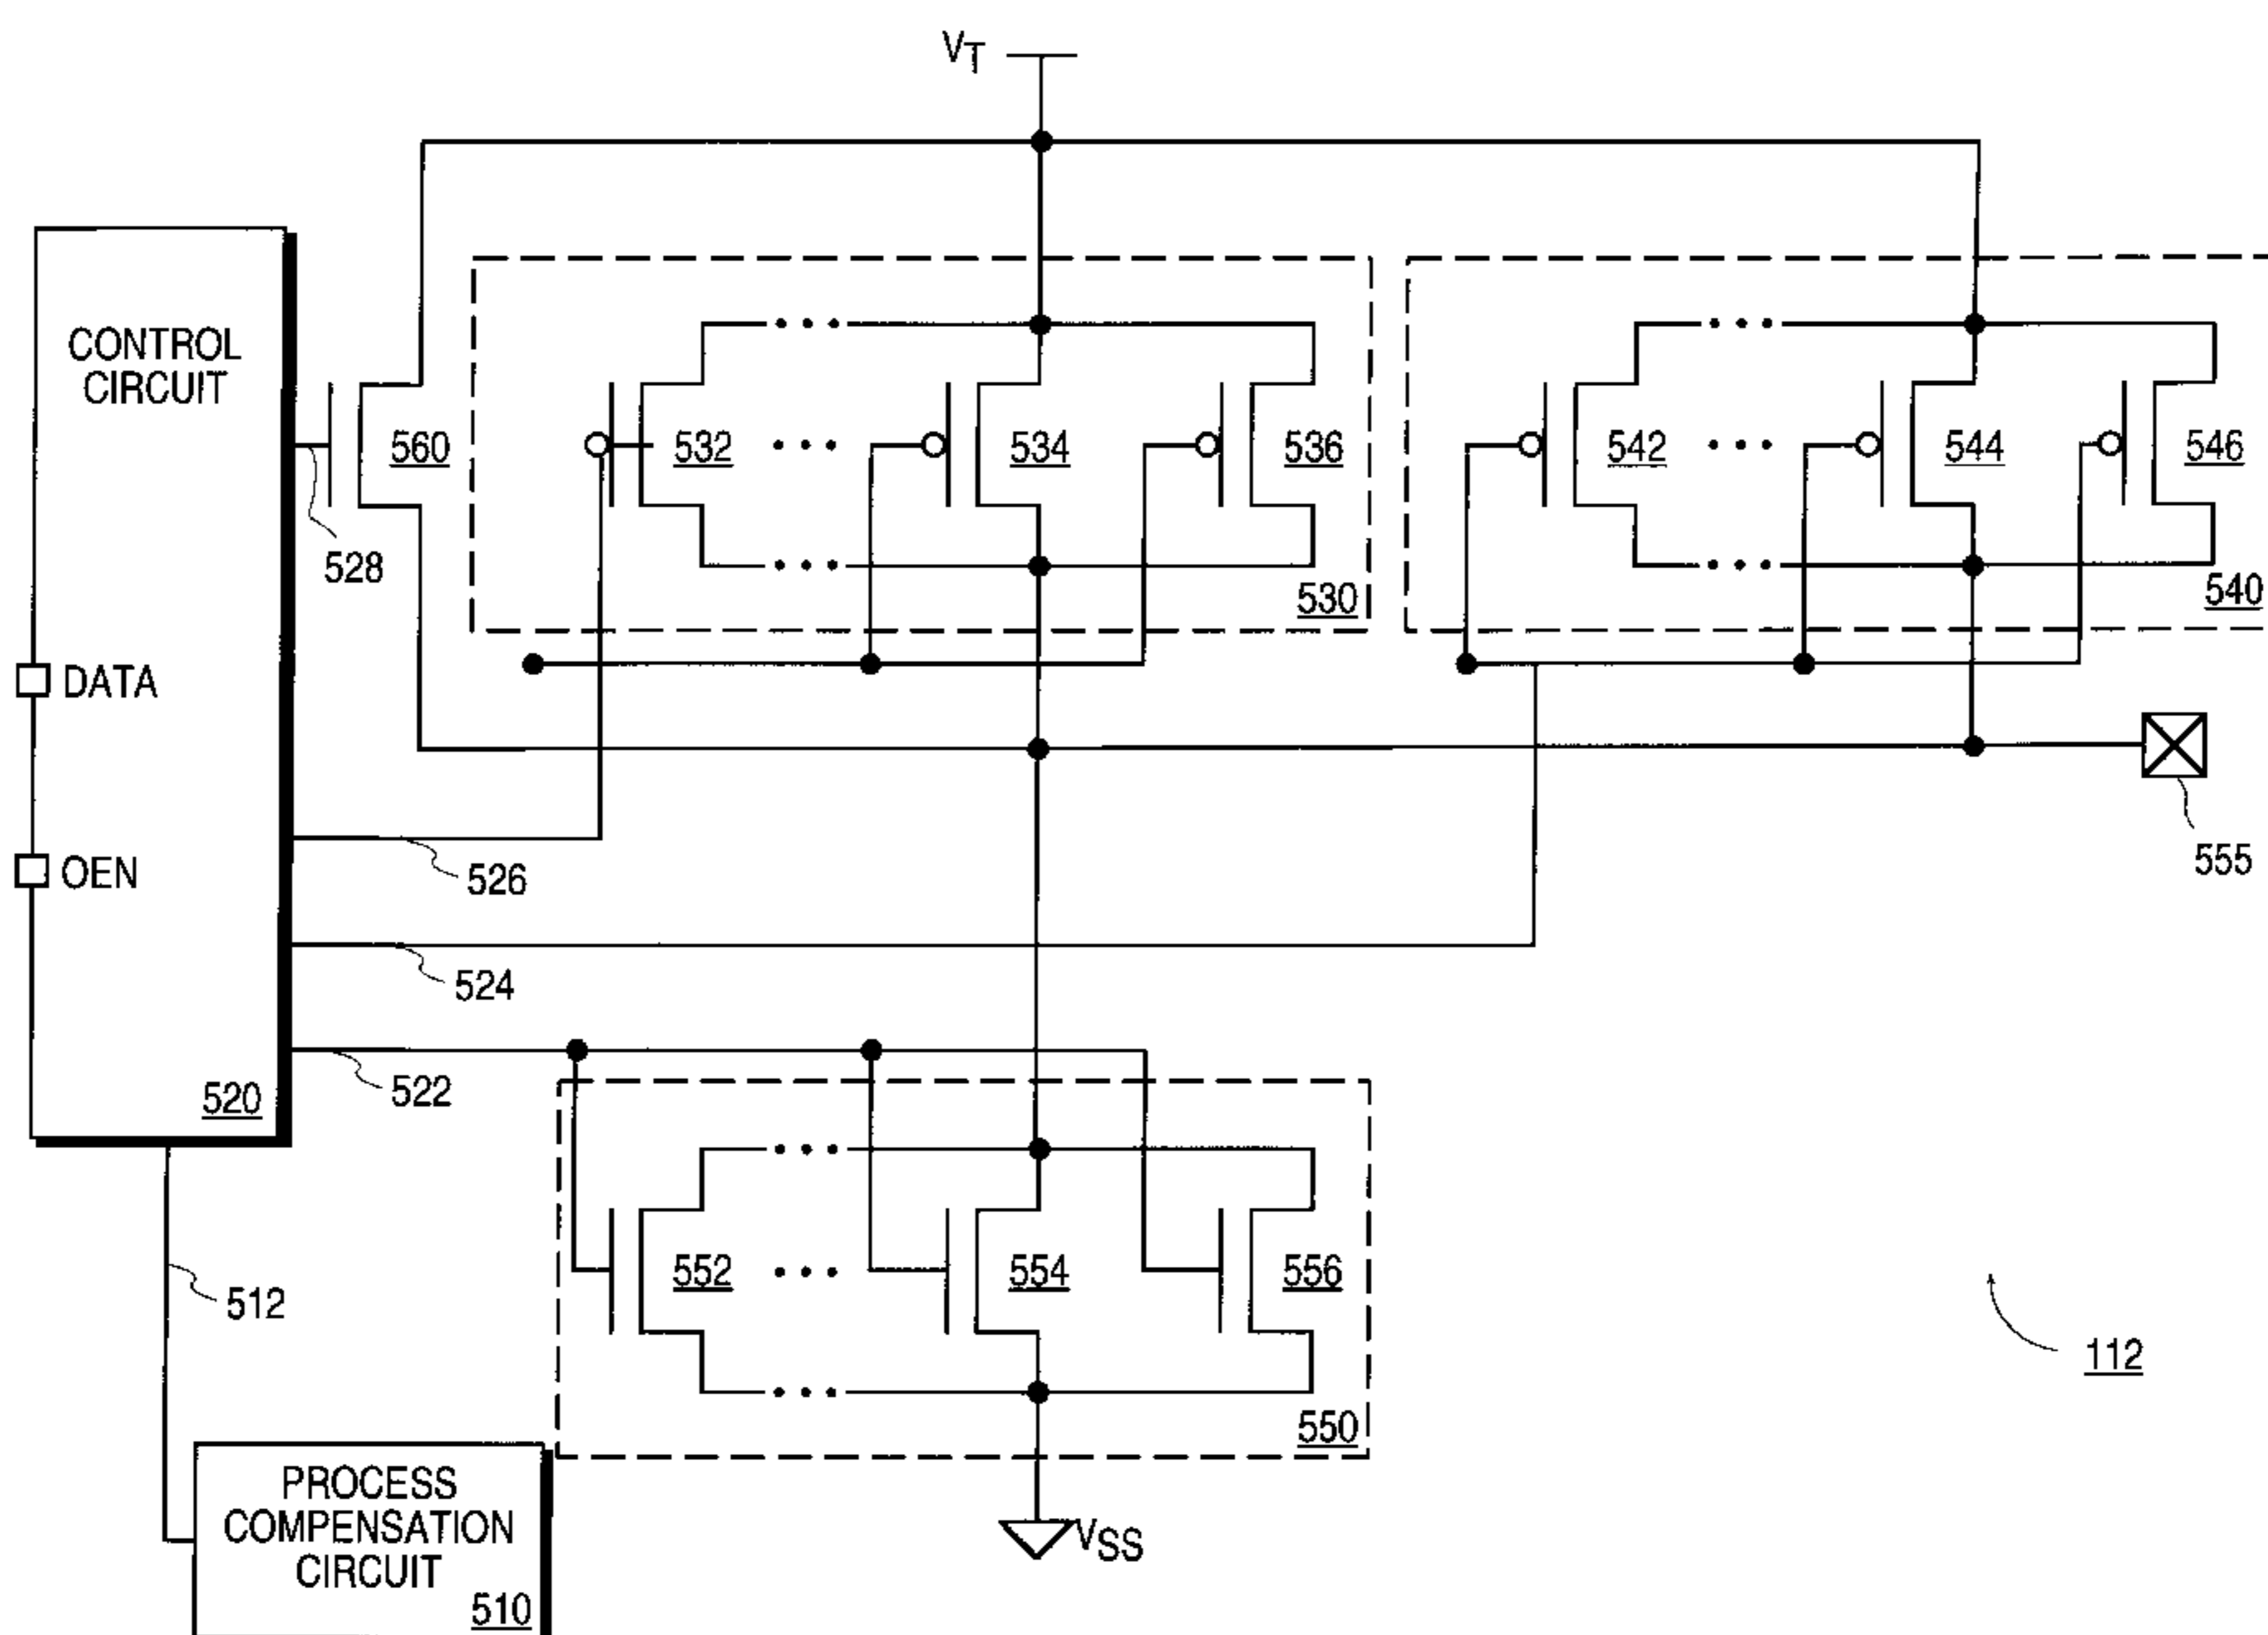 VT
CONTROL
CIRCUIT
560
532
534
536
542
544
546
528
530
540
DATA
OEN
526
555
524
522
520
552
554
556
512
112
550
PROCESS
COMPENSATION
CIRCUIT
VSS
510